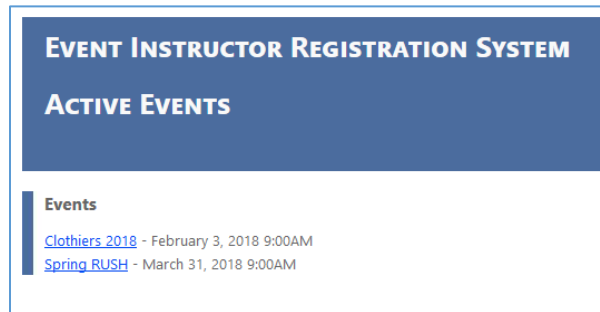 Event Instructor Registration System
Active Events
Events
Clothiers 2018 - February 3, 2018 9:00AM
Spring RUSH - March 31, 2018 9:00AM